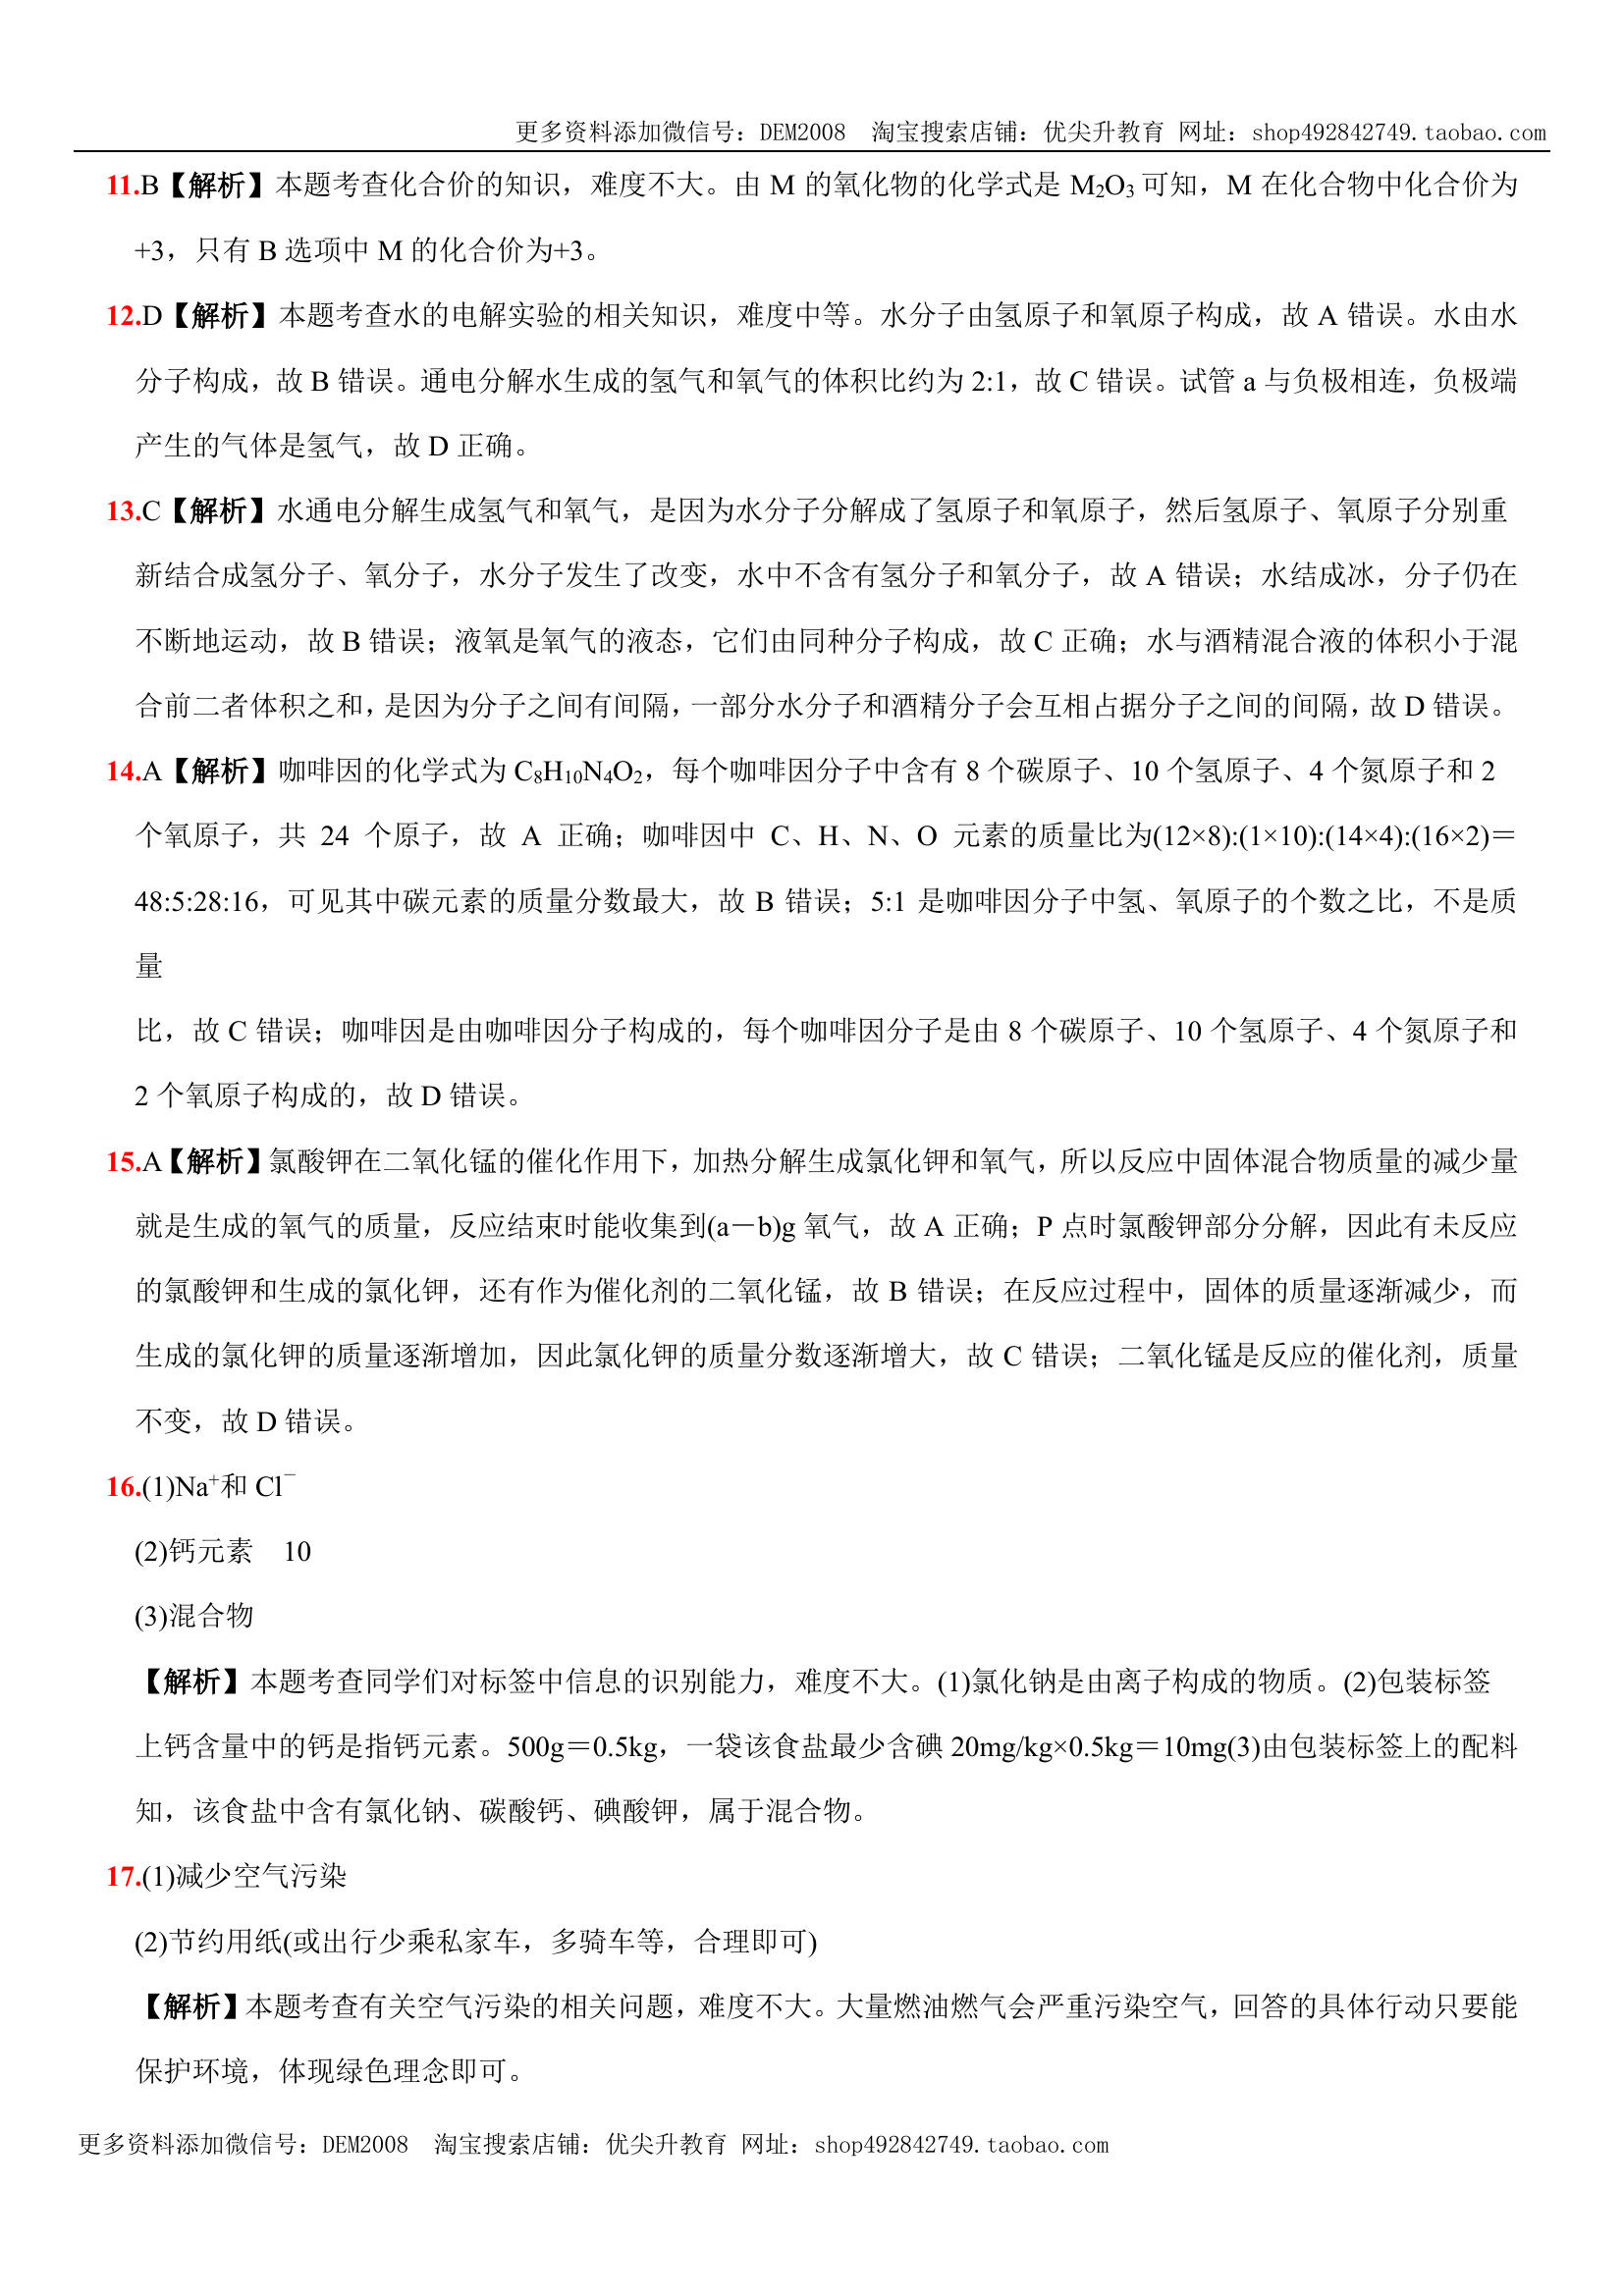 更多资料添加微信号：DEM2008 淘宝搜索店铺：优尖升教育 网址：shop492842749.taobao.com
11.B【解析】本题考查化合价的知识，难度不大。由 M 的氧化物的化学式是 M₂O₃可知，M 在化合物中化合价为
+3，只有 B 选项中 M 的化合价为+3。
12.D【解析】本题考查水的电解实验的相关知识，难度中等。水分子由氢原子和氧原子构成，故 A 错误。水由水
分子构成，故 B 错误。通电分解水生成的氢气和氧气的体积比约为 2:1，故 C 错误。试管 a 与负极相连，负极端
产生的气体是氢气，故 D 正确。
13.C【解析】水通电分解生成氢气和氧气，是因为水分子分解成了氢原子和氧原子，然后氢原子、氧原子分别重
新结合成氢分子、氧分子，水分子发生了改变，水中不含有氢分子和氧分子，故 A 错误；水结成冰，分子仍在
不断地运动，故 B 错误；液氧是氧气的液态，它们由同种分子构成，故 C 正确；水与酒精混合液的体积小于混
合前二者体积之和，是因为分子之间有间隔，一部分水分子和酒精分子会互相占据分子之间的间隔，故 D 错误。
14.A【解析】咖啡因的化学式为 C₈H₁₀N₄O₂，每个咖啡因分子中含有 8 个碳原子、10 个氢原子、4 个氮原子和 2
个氧原子，共 24 个原子，故 A 正确；咖啡因中 C、H、N、O 元素的质量比为(12×8):(1×10):(14×4):(16×2)＝
48:5:28:16，可见其中碳元素的质量分数最大，故 B 错误；5:1 是咖啡因分子中氢、氧原子的个数之比，不是质
量
比，故 C 错误；咖啡因是由咖啡因分子构成的，每个咖啡因分子是由 8 个碳原子、10 个氢原子、4 个氮原子和
2 个氧原子构成的，故 D 错误。
15.A【解析】氯酸钾在二氧化锰的催化作用下，加热分解生成氯化钾和氧气，所以反应中固体混合物质量的减少量
就是生成的氧气的质量，反应结束时能收集到(a－b)g 氧气，故 A 正确；P 点时氯酸钾部分分解，因此有未反应
的氯酸钾和生成的氯化钾，还有作为催化剂的二氧化锰，故 B 错误；在反应过程中，固体的质量逐渐减少，而
生成的氯化钾的质量逐渐增加，因此氯化钾的质量分数逐渐增大，故 C 错误；二氧化锰是反应的催化剂，质量
不变，故 D 错误。
16.(1)Na⁺和 Cl⁻
(2)钙元素 10
(3)混合物
【解析】本题考查同学们对标签中信息的识别能力，难度不大。(1)氯化钠是由离子构成的物质。(2)包装标签
上钙含量中的钙是指钙元素。500g＝0.5kg，一袋该食盐最少含碘 20mg/kg×0.5kg＝10mg(3)由包装标签上的配料
知，该食盐中含有氯化钠、碳酸钙、碘酸钾，属于混合物。
17.(1)减少空气污染
(2)节约用纸(或出行少乘私家车，多骑车等，合理即可)
【解析】本题考查有关空气污染的相关问题，难度不大。大量燃油燃气会严重污染空气，回答的具体行动只要能
保护环境，体现绿色理念即可。
更多资料添加微信号：DEM2008 淘宝搜索店铺：优尖升教育 网址：shop492842749.taobao.com